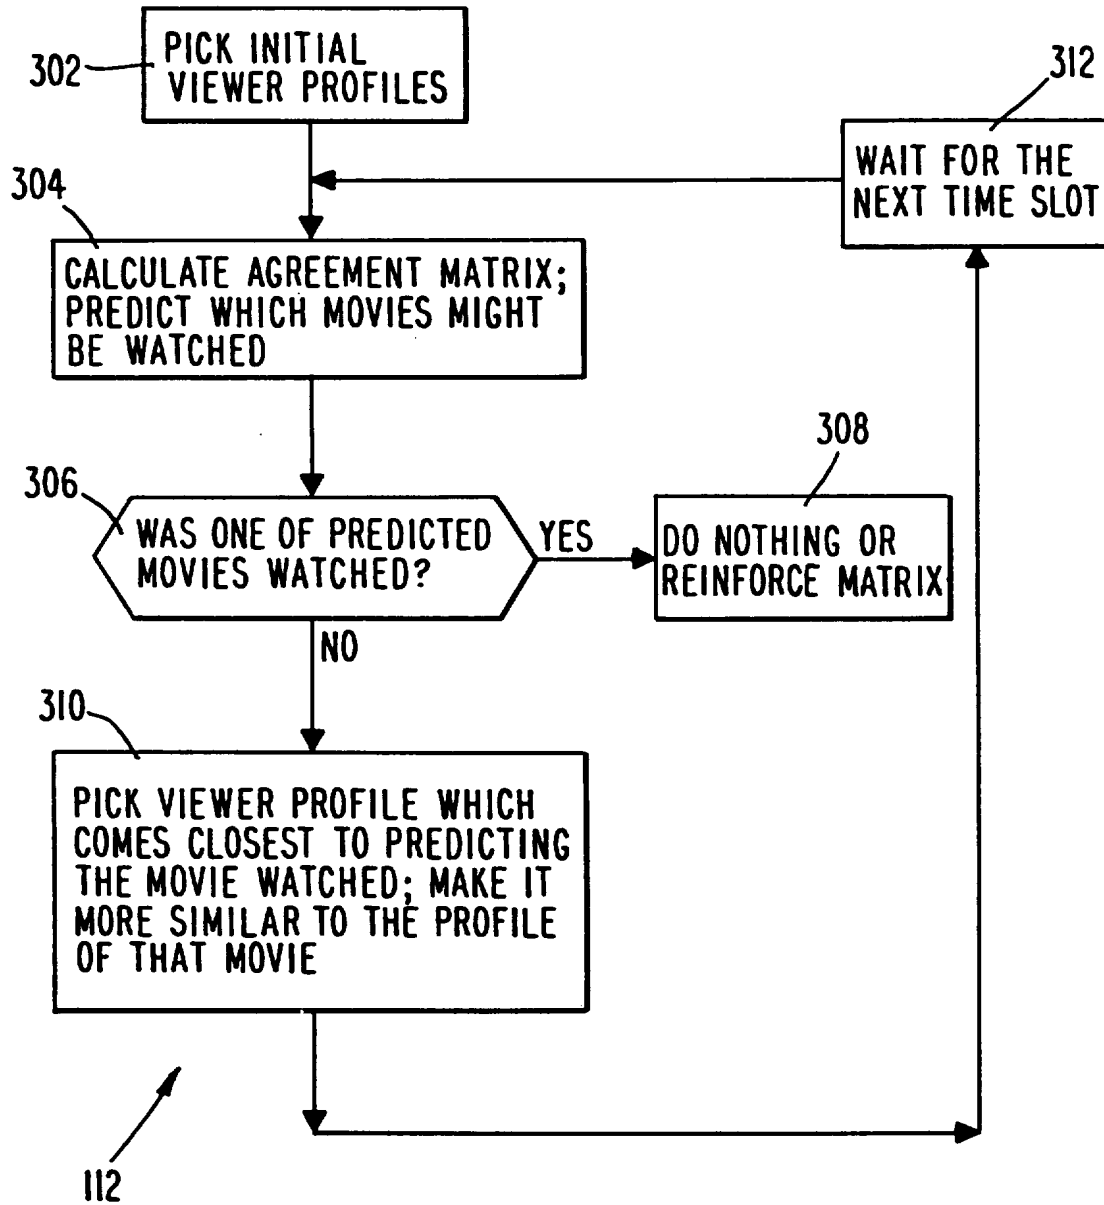 302
PICK INITIAL
VIEWER PROFILES
312
WAIT FOR THE
NEXT TIME SLOT
304
CALCULATE AGREEMENT MATRIX;
PREDICT WHICH MOVIES MIGHT
BE WATCHED
306
WAS ONE OF PREDICTED
MOVIES WATCHED?
YES
308
DO NOTHING OR
REINFORCE MATRIX
NO
310
PICK VIEWER PROFILE WHICH
COMES CLOSEST TO PREDICTING
THE MOVIE WATCHED; MAKE IT
MORE SIMILAR TO THE PROFILE
OF THAT MOVIE
112